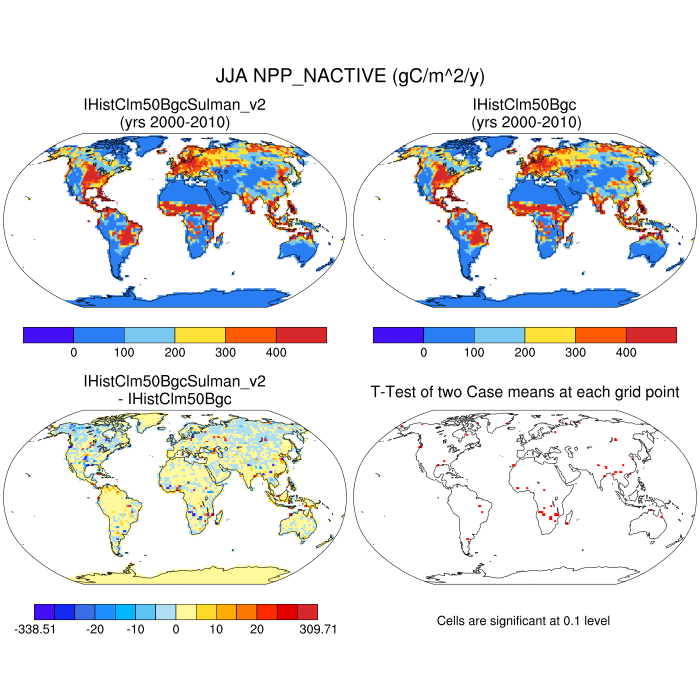 JJA NPP_NACTIVE (gC/m^2/y)
IHistClm50BgcSulman_v2
(yrs 2000-2010)
IHistClm50Bgc
(yrs 2000-2010)
0 100 200 300 400
0 100 200 300 400
IHistClm50BgcSulman_v2
- IHistClm50Bgc
T-Test of two Case means at each grid point
-338.51 -20 -10 0 10 20 309.71
Cells are significant at 0.1 level